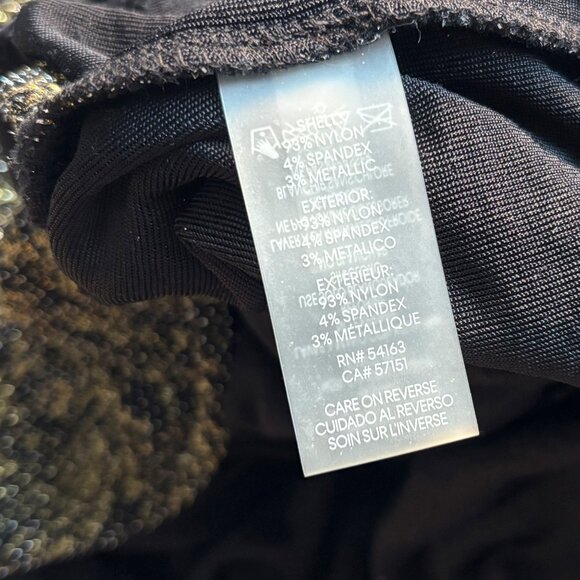 SHELL:
93% NYLON
4% SPANDEX
3% METALLIC
EXTERIOR:
93% NYLON
4% SPANDEX
3% METALICO
EXTÉRIEUR:
93% NYLON
4% SPANDEX
3% MÉTALLIQUE
RN# 54163
CA# 57151
CARE ON REVERSE
CUIDADO AL REVERSO
SOIN SUR L'INVERSE